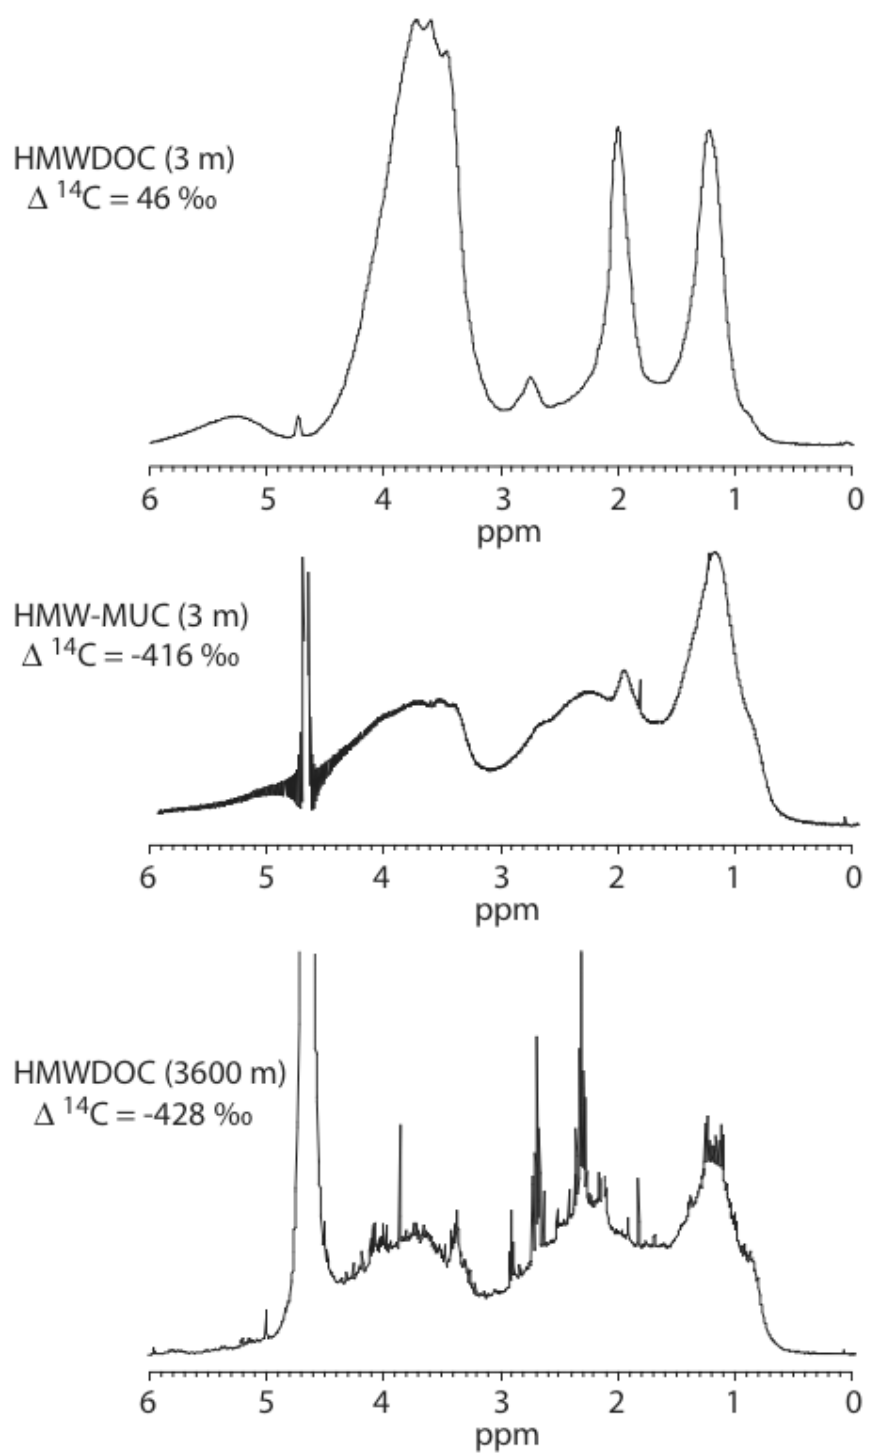 HMWDOC (3 m)
Δ ¹⁴C = 46 ‰
6 5 4 3 2 1 0
ppm
HMW-MUC (3 m)
Δ ¹⁴C = -416 ‰
6 5 4 3 2 1 0
ppm
HMWDOC (3600 m)
Δ ¹⁴C = -428 ‰
6 5 4 3 2 1 0
ppm